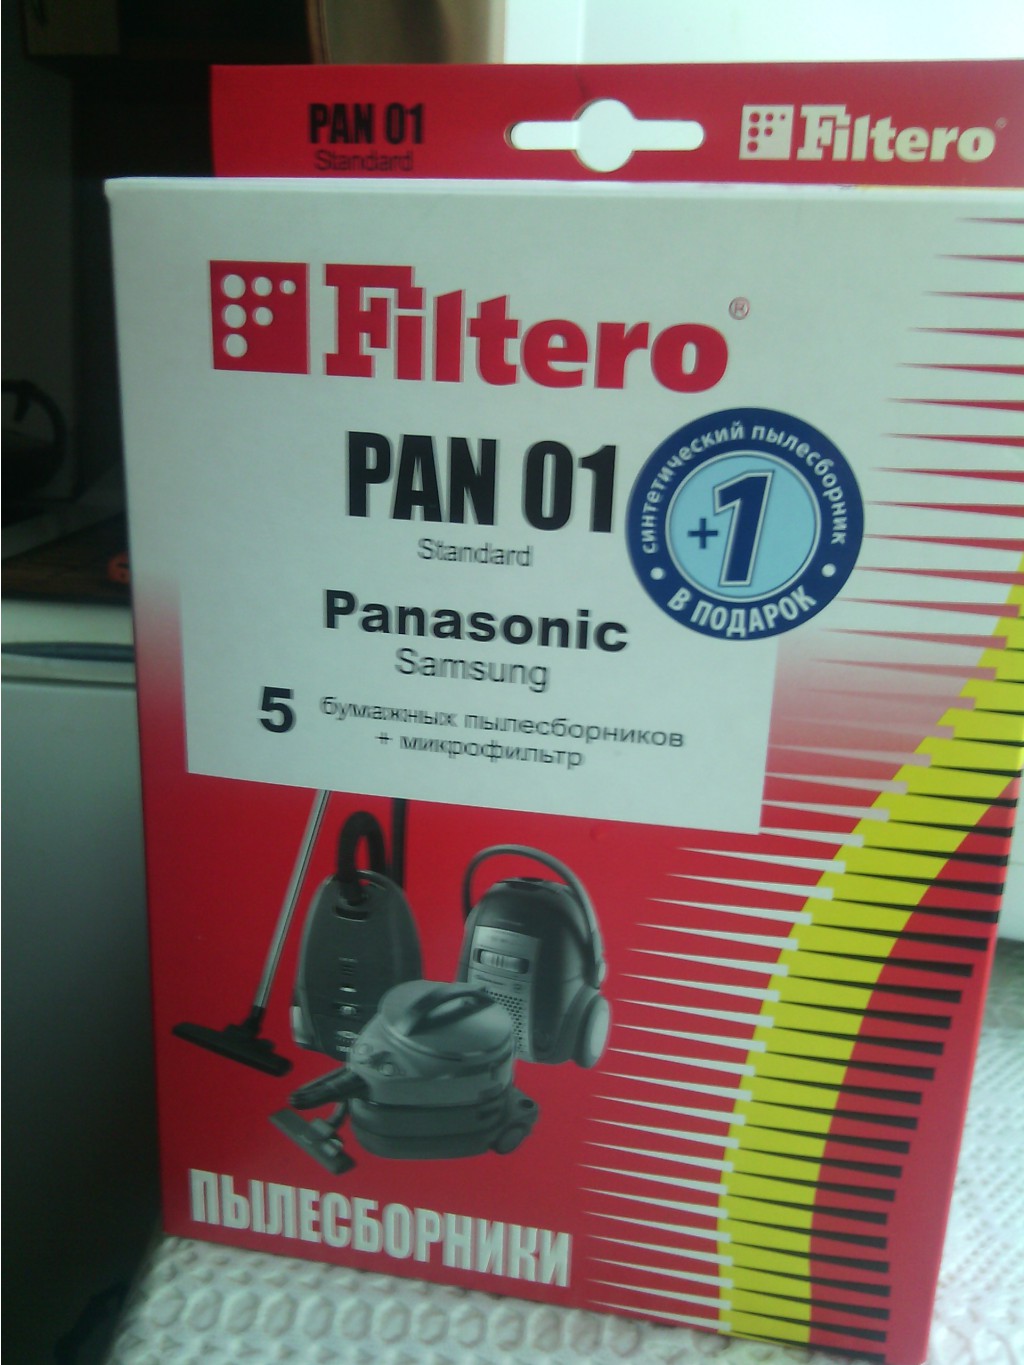 PAN 01
Standard
Filtero
Filtero®
PAN 01
Standard
синтетический пылесборник
+1
В ПОДАРОК
Panasonic
Samsung
5 бумажных пылесборников
+ микрофильтр
ПЫЛЕСБОРНИКИ